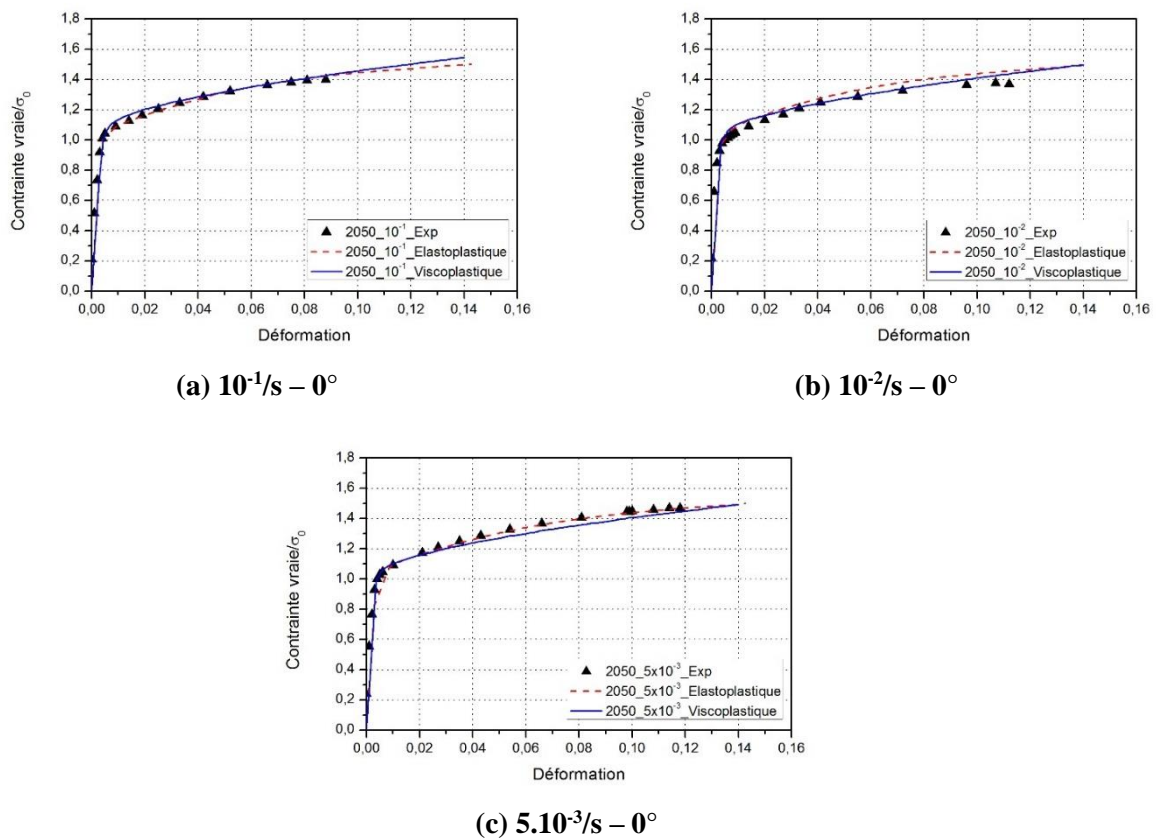 1,8
1,6
1,4
1,2
1,0
0,8
0,6
0,4
0,2
0,0
Contrainte vraie/σ₀
▲ 2050_10⁻¹_Exp
2050_10⁻¹_Elastoplastique
2050_10⁻¹_Viscoplastique
0,00 0,02 0,04 0,06 0,08 0,10 0,12 0,14 0,16
Déformation
(a) 10⁻¹/s – 0°
1,8
1,6
1,4
1,2
1,0
0,8
0,6
0,4
0,2
0,0
Contrainte vraie/σ₀
▲ 2050_10⁻²_Exp
2050_10⁻²_Elastoplastique
2050_10⁻²_Viscoplastique
0,00 0,02 0,04 0,06 0,08 0,10 0,12 0,14 0,16
Déformation
(b) 10⁻²/s – 0°
1,8
1,6
1,4
1,2
1,0
0,8
0,6
0,4
0,2
0,0
Contrainte vraie/σ₀
▲ 2050_5x10⁻³_Exp
2050_5x10⁻³_Elastoplastique
2050_5x10⁻³_Viscoplastique
0,00 0,02 0,04 0,06 0,08 0,10 0,12 0,14 0,16
Déformation
(c) 5.10⁻³/s – 0°